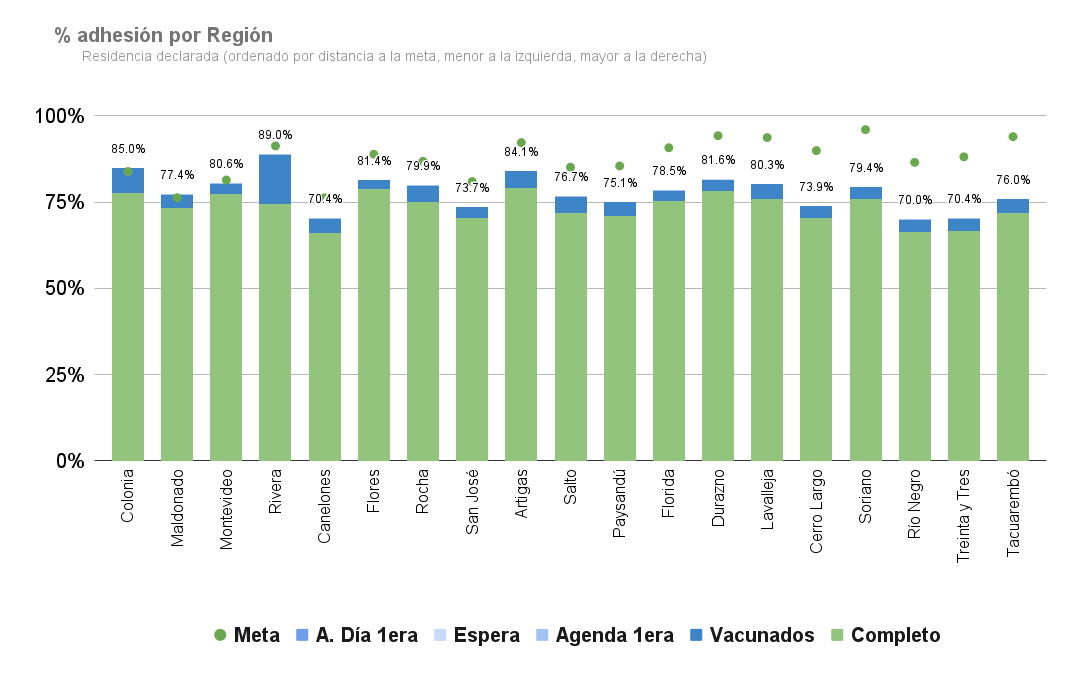 % adhesión por Región
Residencia declarada (ordenado por distancia a la meta, menor a la izquierda, mayor a la derecha)
100%
75%
50%
25%
0%
85.0%
77.4%
80.6%
89.0%
70.4%
81.4%
79.9%
73.7%
84.1%
76.7%
75.1%
78.5%
81.6%
80.3%
73.9%
79.4%
70.0%
70.4%
76.0%
Colonia
Maldonado
Montevideo
Rivera
Canelones
Flores
Rocha
San José
Artigas
Salto
Paysandú
Florida
Durazno
Lavalleja
Cerro Largo
Soriano
Río Negro
Treinta y Tres
Tacuarembó
Meta
A. Día 1era
Espera
Agenda 1era
Vacunados
Completo